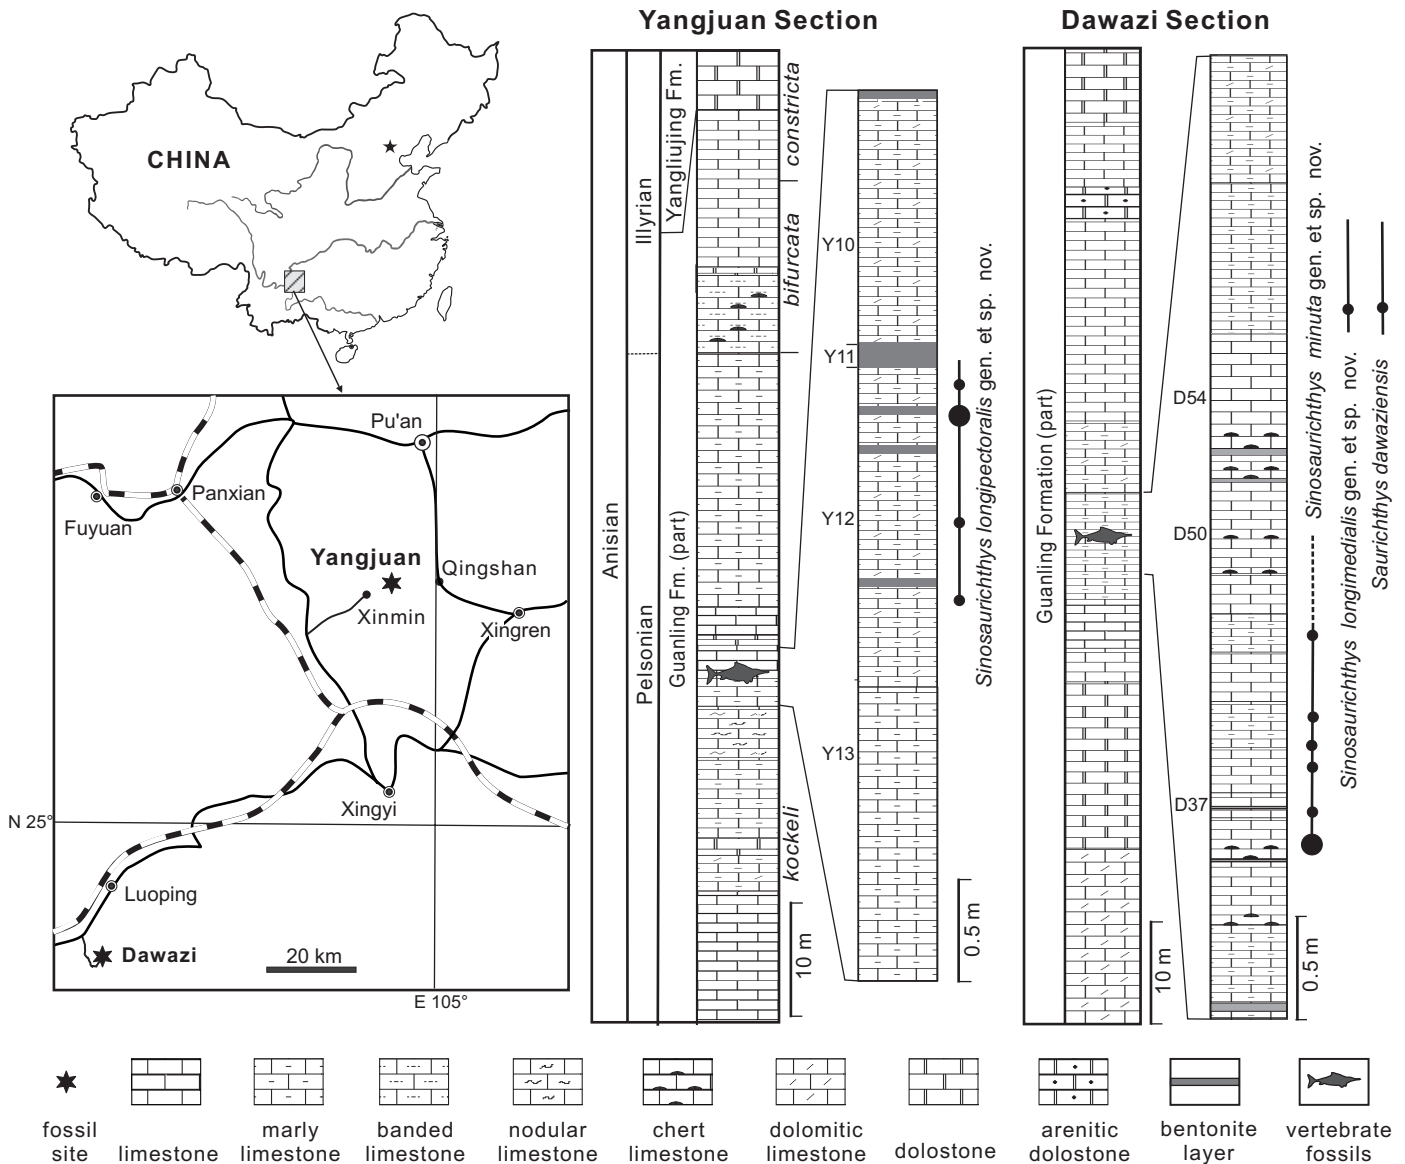 Yangjuan Section
Dawazi Section
CHINA
Pu'an
Panxian
Fuyuan
Yangjuan
Qingshan
Xinmin
Xingren
Xingyi
N 25°
Luoping
Dawazi
20 km
E 105°
Anisian
Illyrian
Pelsonian
Yangliujing Fm.
Guanling Fm. (part)
constricta
bifurcata
kockeli
10 m
Y10
Y11
Y12
Y13
0.5 m
Sinosaurichthys longipectoralis gen. et sp. nov.
Guanling Formation (part)
10 m
D54
D50
D37
0.5 m
Sinosaurichthys minuta gen. et sp. nov.
Sinosaurichthys longimedialis gen. et sp. nov.
Saurichthys dawaziensis
fossil
site
limestone
marly
limestone
banded
limestone
nodular
limestone
chert
limestone
dolomitic
limestone
dolostone
arenitic
dolostone
bentonite
layer
vertebrate
fossils